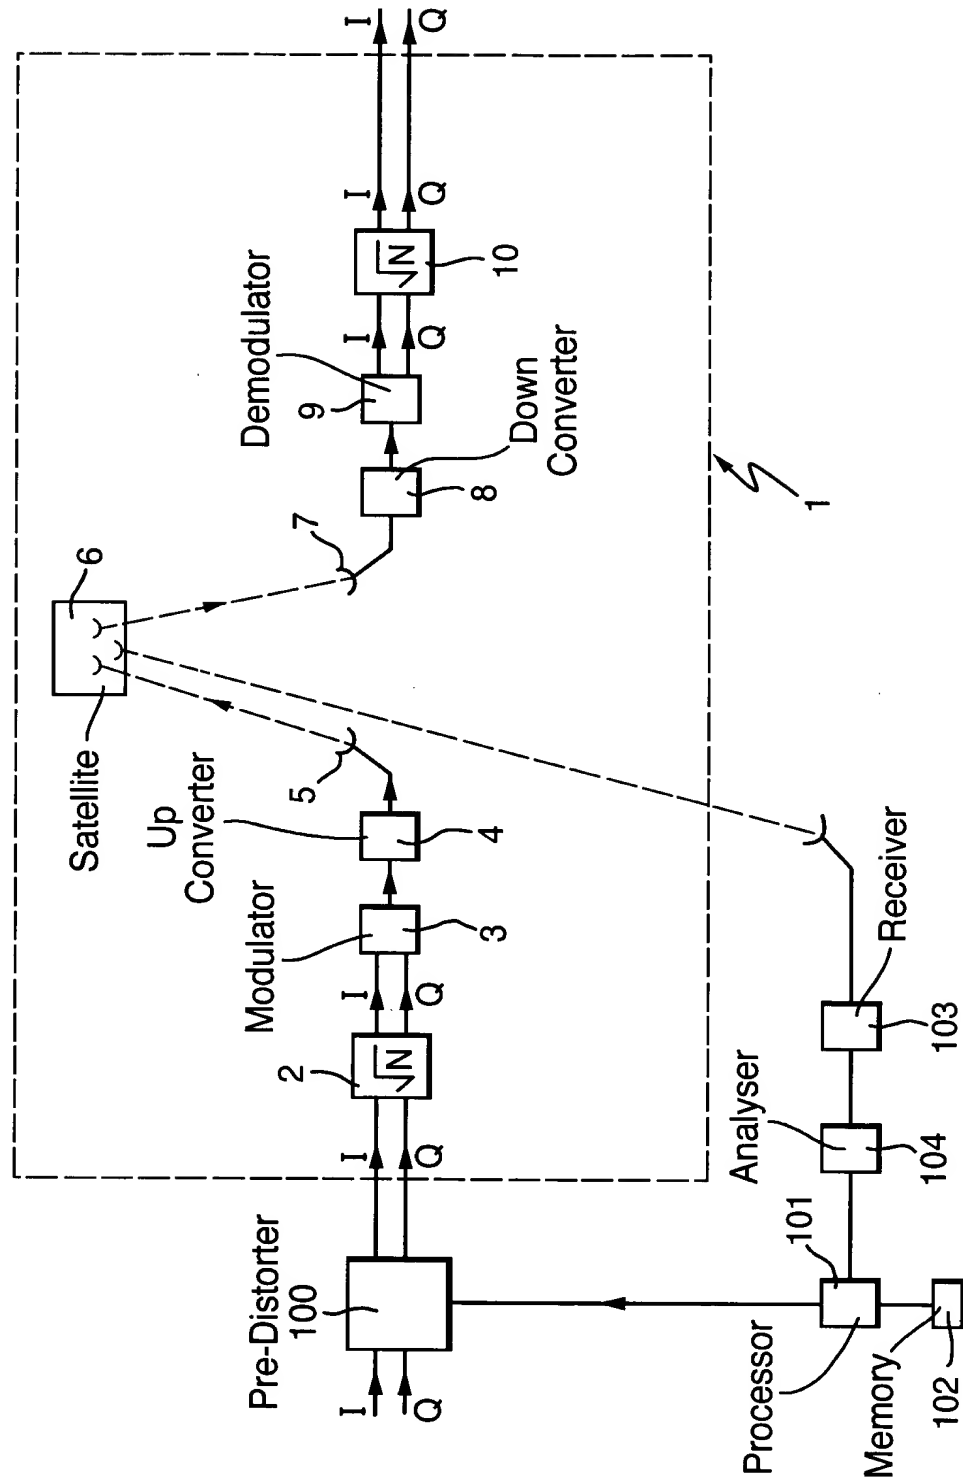 Satellite
6
Up
Converter
5
4
Modulator
3
2
√N
I
Q
I
Q
Pre-Distorter
100
I
Q
7
Demodulator
9
8
Down
Converter
I
Q
√N
10
I
Q
I
Q
1
Receiver
103
Analyser
104
101
Processor
Memory
102